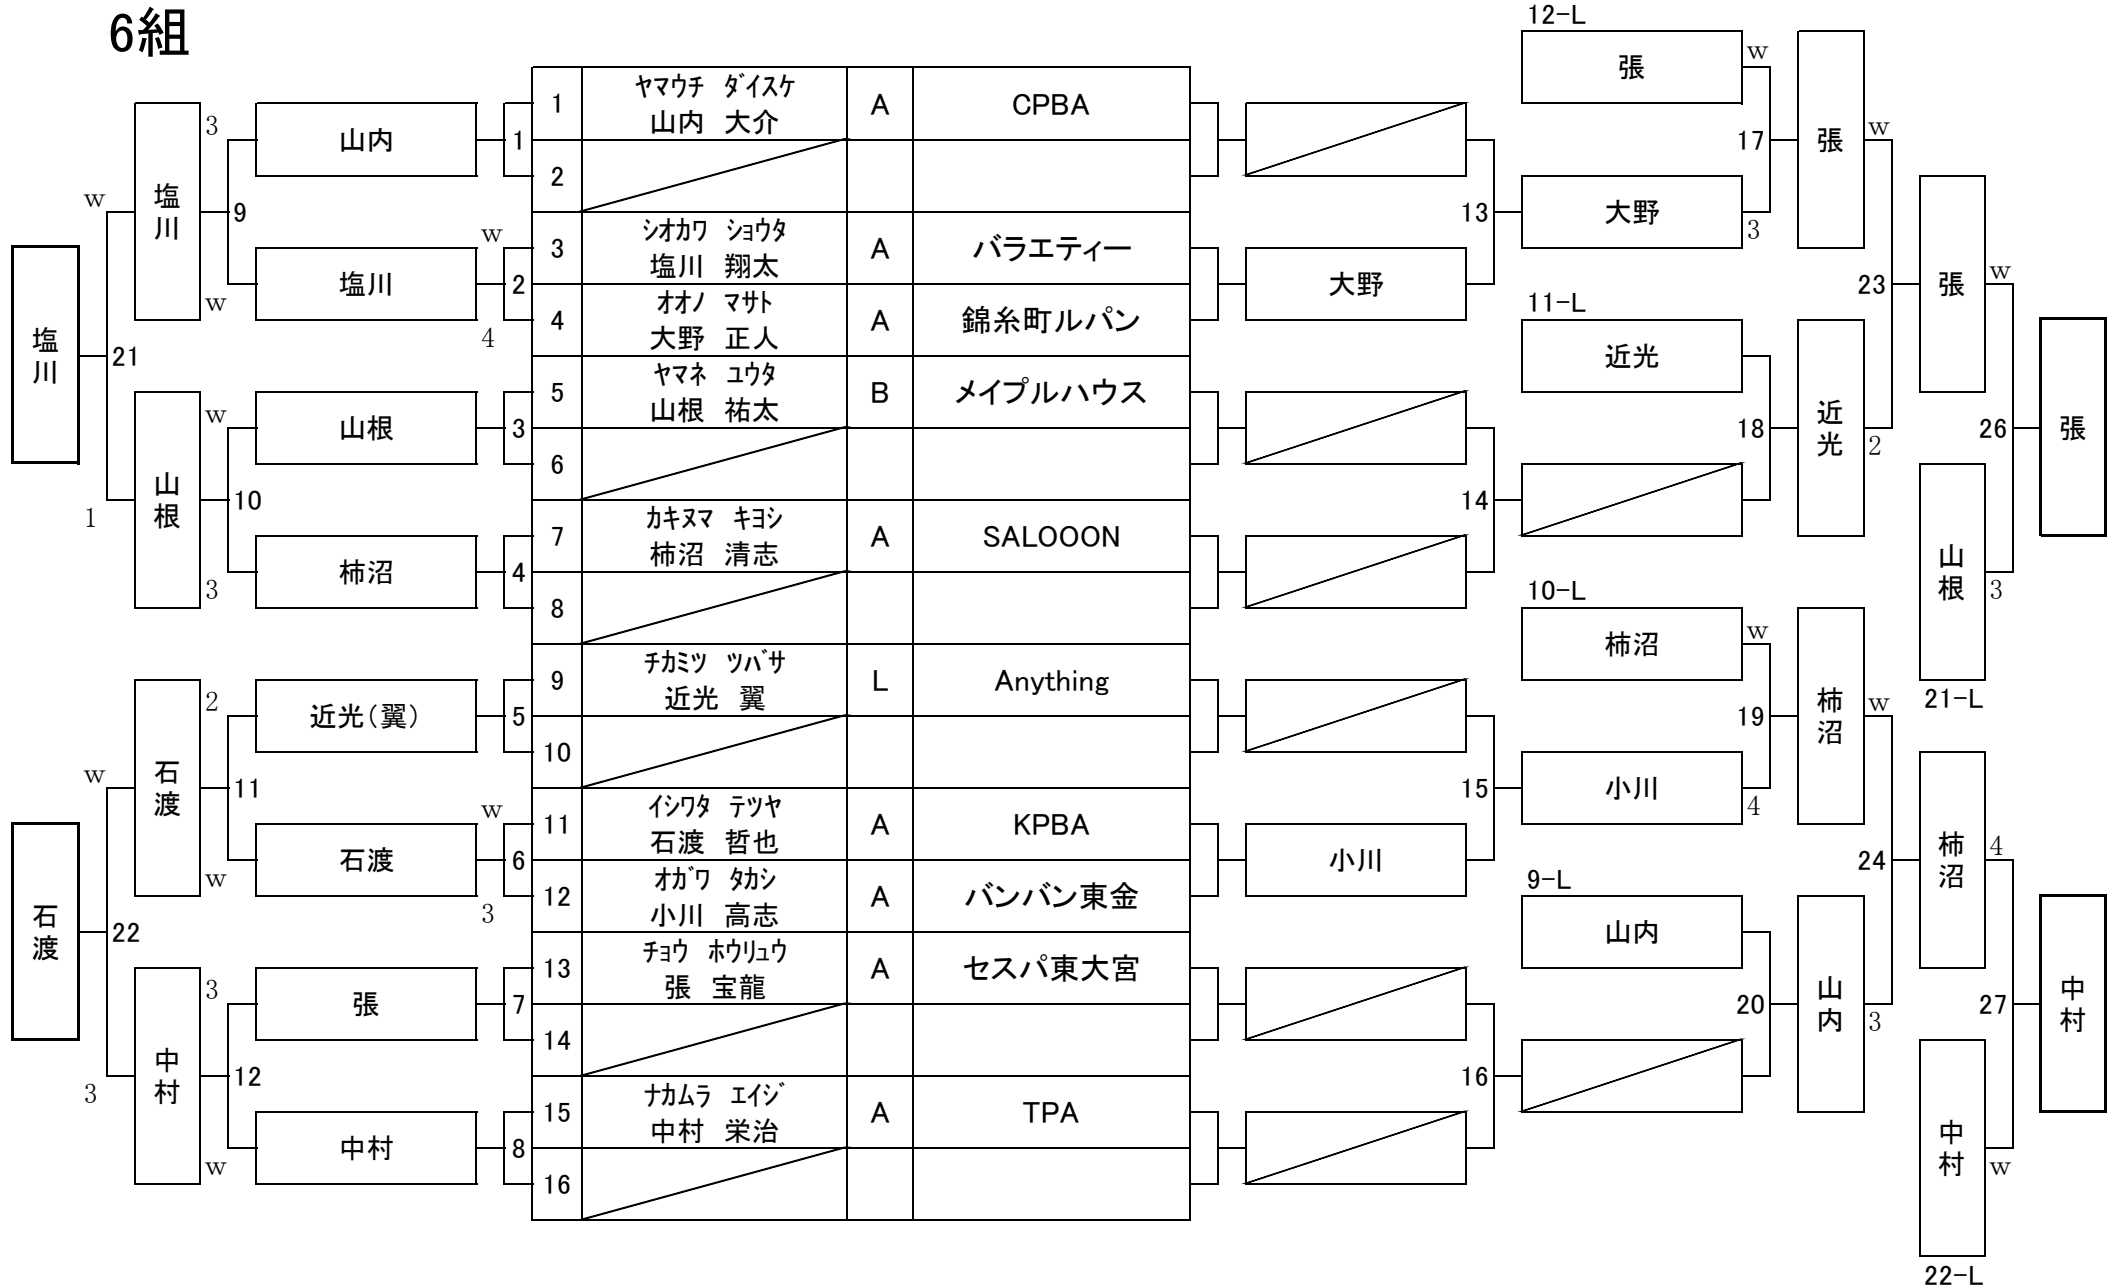 6組
12-L
張
w
張
17
w
大野
3
13
張
w
23
11-L
近光
近光
18
2
14
26
張
山根
3
21-L
10-L
柿沼
w
柿沼
19
w
小川
4
15
柿沼
4
24
9-L
山内
山内
20
3
16
27
中村
中村
w
22-L
大野
小川
1
ヤマウチ ダイスケ
山内 大介
A
CPBA
2
3
シオカワ ショウタ
塩川 翔太
A
バラエティー
4
オオノ マサト
大野 正人
A
錦糸町ルパン
5
ヤマネ ユウタ
山根 祐太
B
メイプルハウス
6
7
カキヌマ キヨシ
柿沼 清志
A
SALOOON
8
9
チカミツ ツバサ
近光 翼
L
Anything
10
11
イシワタ テツヤ
石渡 哲也
A
KPBA
12
オガワ タカシ
小川 高志
A
バンバン東金
13
チョウ ホウリュウ
張 宝龍
A
セスパ東大宮
14
15
ナカムラ エイジ
中村 栄治
A
TPA
16
山内
1
3
塩川
9
w
w
塩川
2
w
4
塩川
21
山根
3
w
山根
10
1
柿沼
4
3
近光(翼)
5
2
石渡
11
w
w
石渡
6
w
3
石渡
22
張
7
3
中村
12
3
中村
8
w